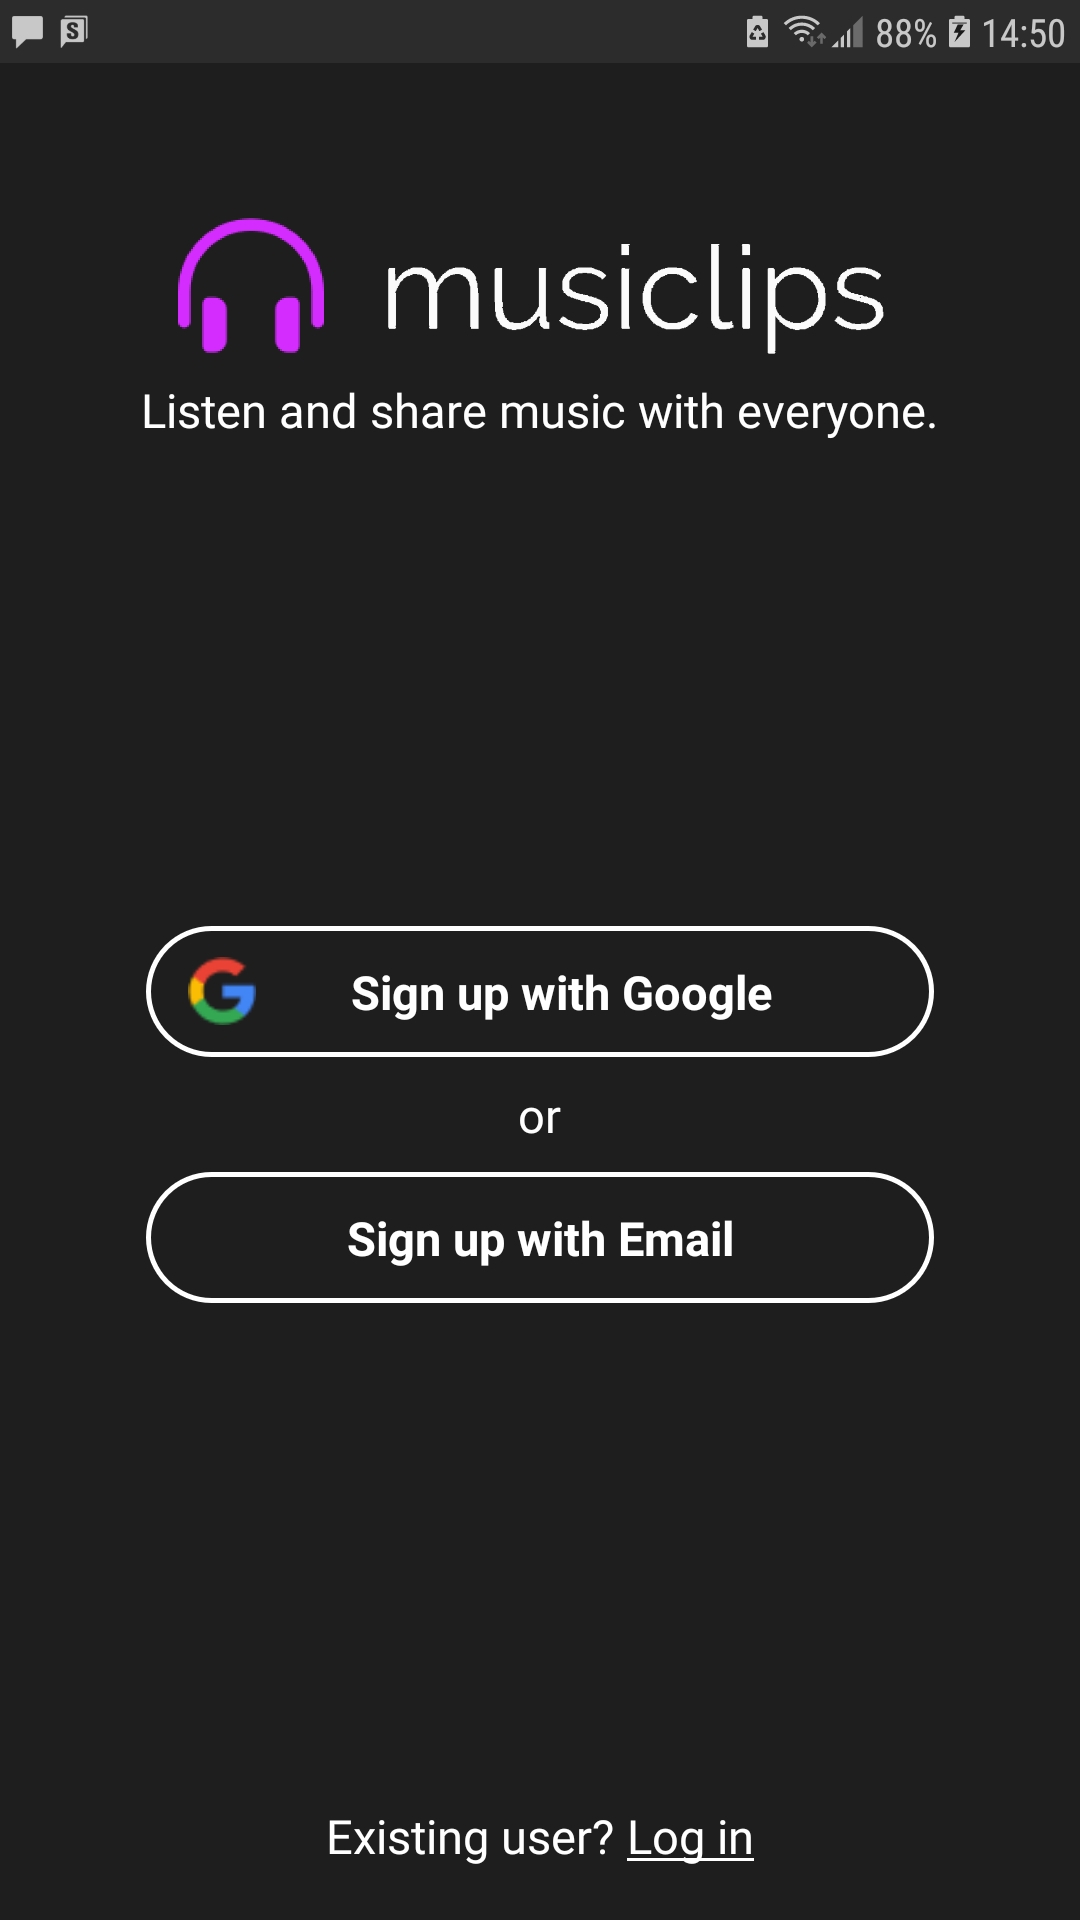 S 88% 14:50
musiclips
Listen and share music with everyone.
Sign up with Google
or
Sign up with Email
Existing user? Log in